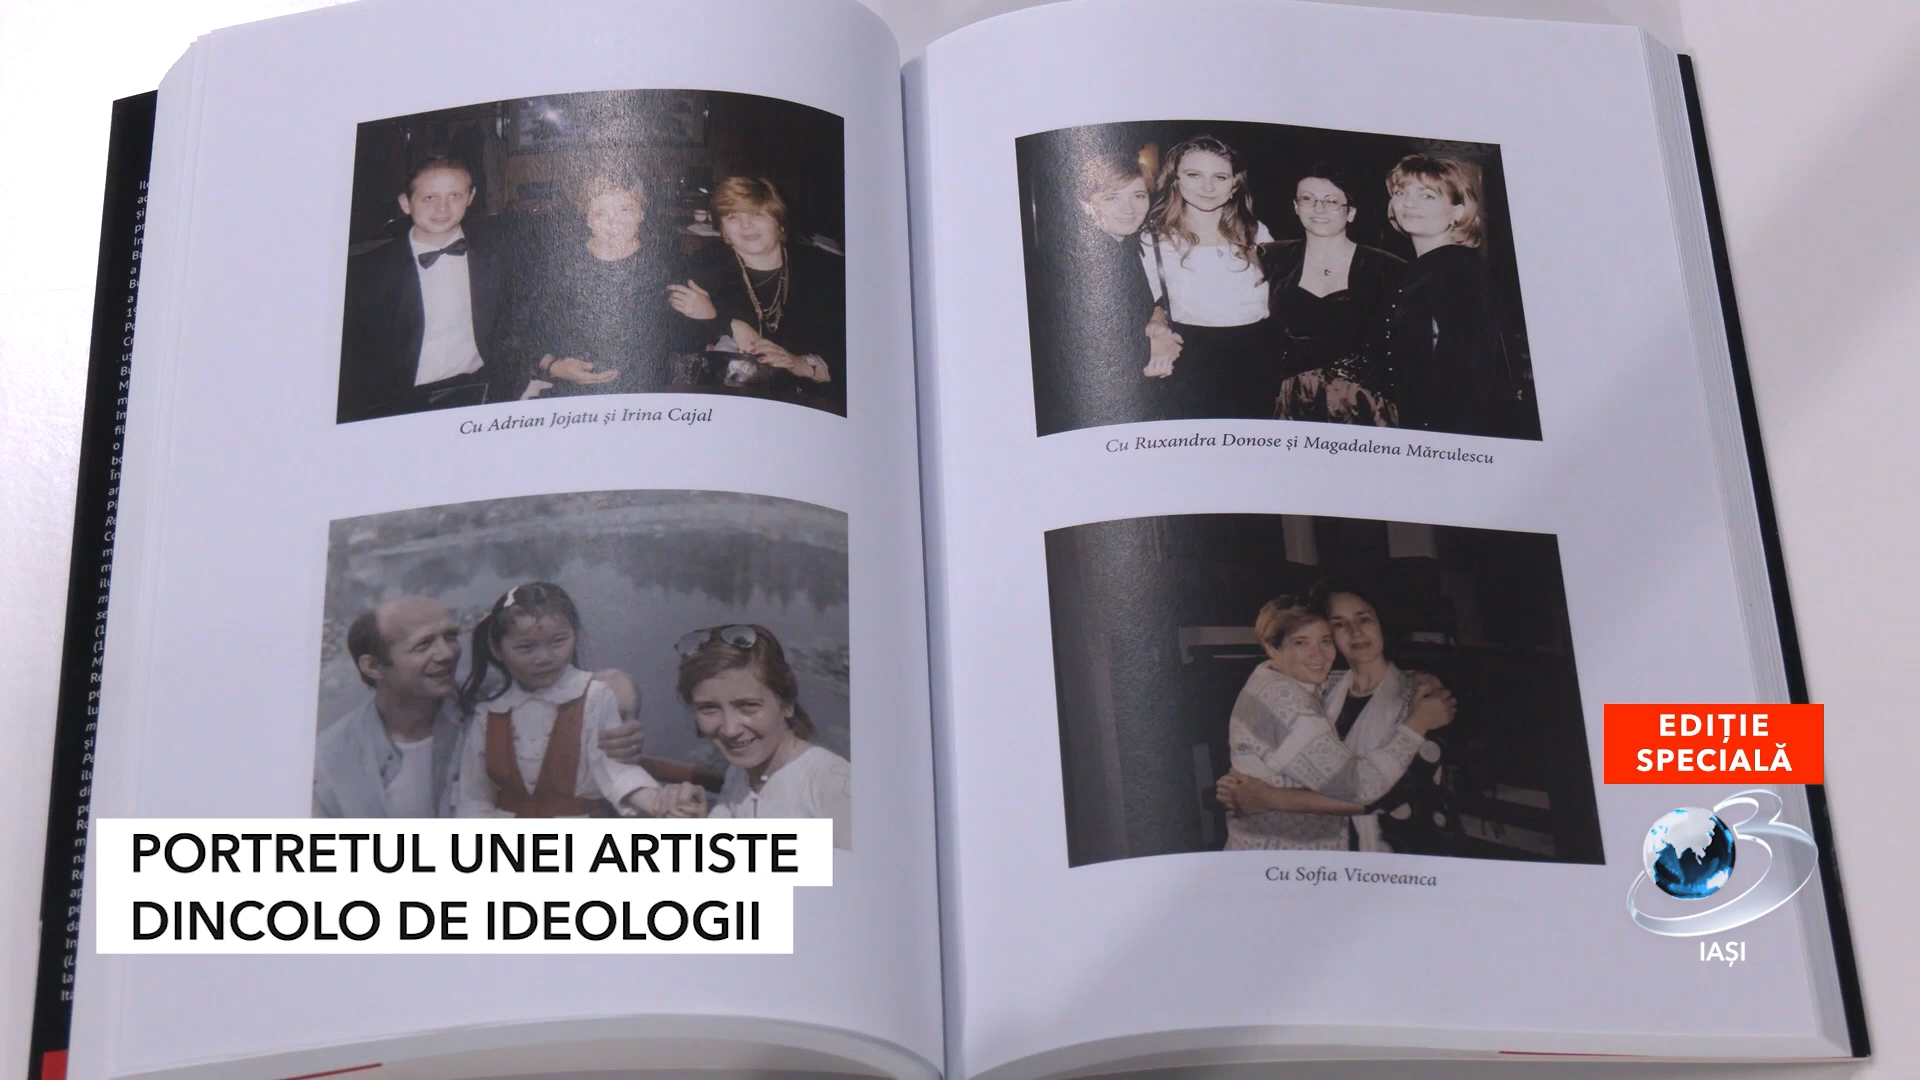 Cu Adrian Jojatu și Irina Cajal
Cu Ruxandra Donose și Magadalena Mărculescu
Cu Sofia Vicoveanca
EDIȚIE
SPECIALĂ
3
IAȘI
PORTRETUL UNEI ARTISTE
DINCOLO DE IDEOLOGII